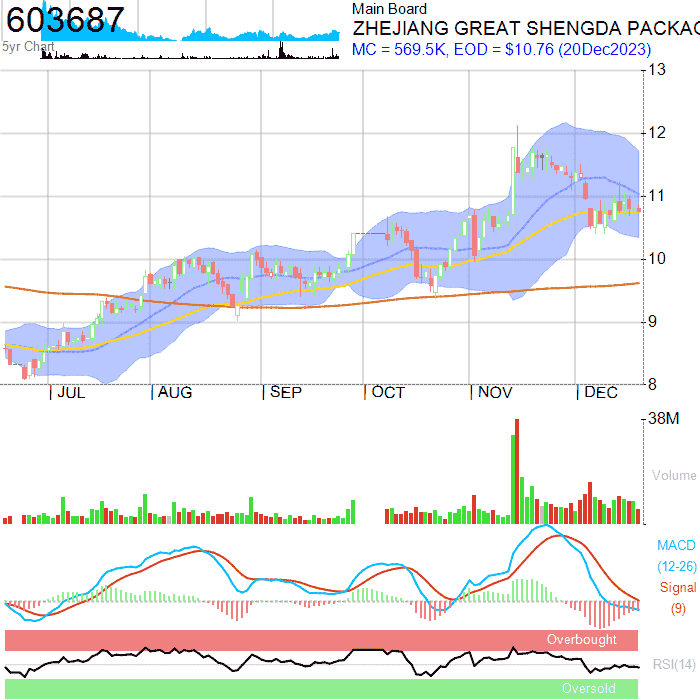 603687
Main Board
ZHEJIANG GREAT SHENGDA PACKAG
MC = 569.5K, EOD = $10.76 (20Dec2023)
5yr Chart
13
12
11
10
9
8
JUL
AUG
SEP
OCT
NOV
DEC
38M
Volume
MACD
(12-26)
Signal
(9)
Overbought
RSI(14)
Oversold